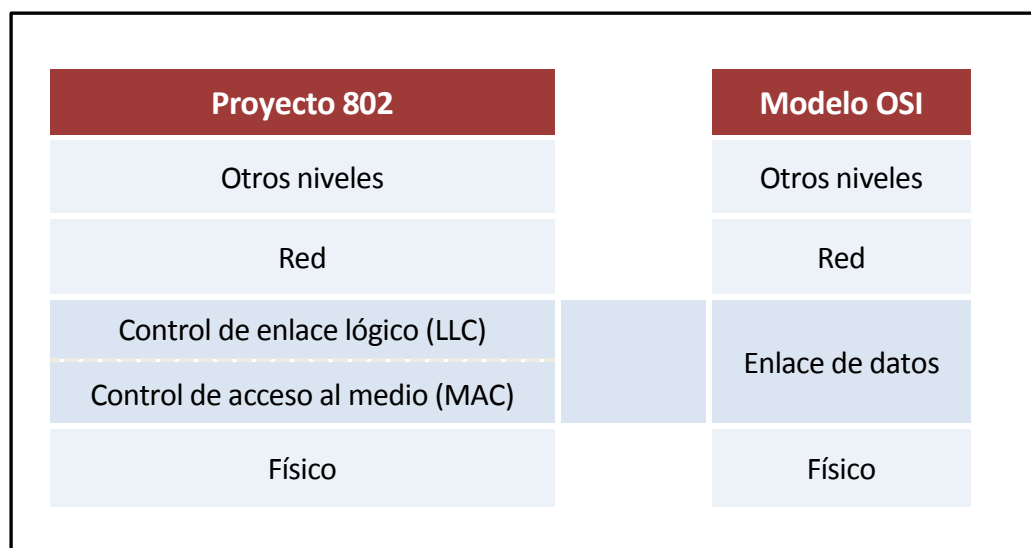 Proyecto 802
Modelo OSI
Otros niveles
Otros niveles
Red
Red
Control de enlace lógico (LLC)
Control de acceso al medio (MAC)
Enlace de datos
Físico
Físico